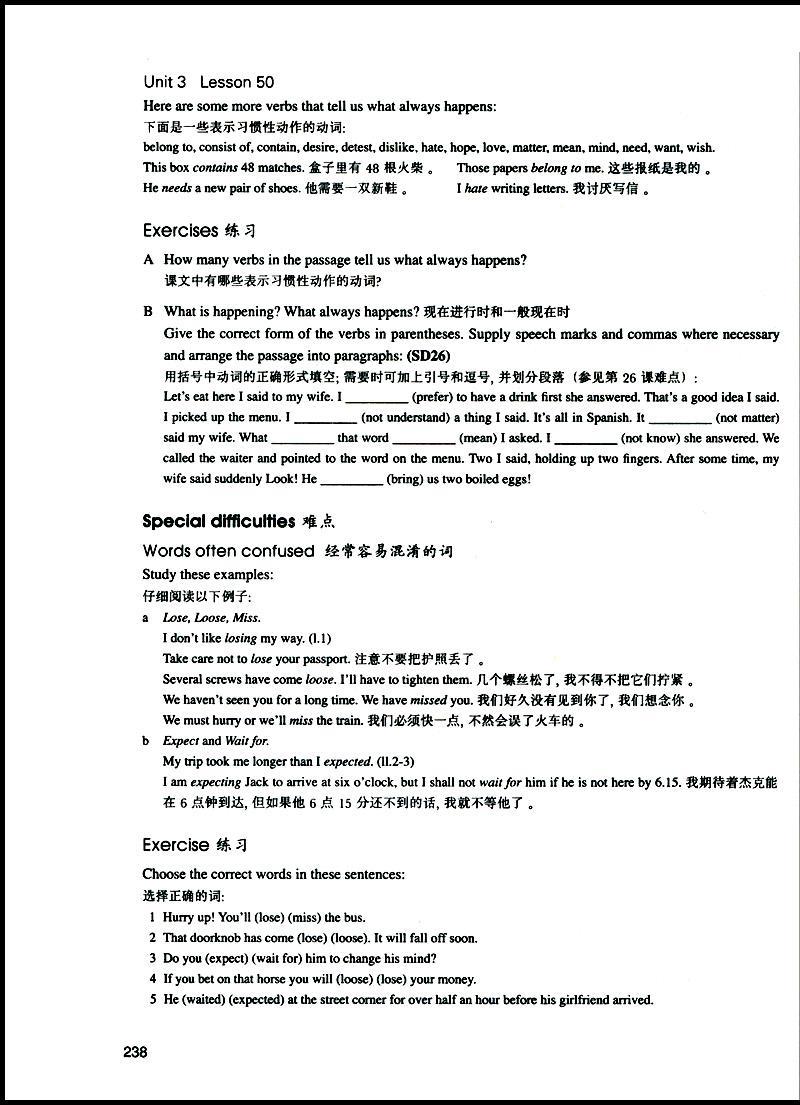 Unit 3 Lesson 50
Here are some more verbs that tell us what always happens:
下面是一些表示习惯性动作的动词:
belong to, consist of, contain, desire, detest, dislike, hate, hope, love, matter, mean, mind, need, want, wish.
This box contains 48 matches. 盒子里有 48 根火柴 。 Those papers belong to me. 这些报纸是我的 。
He needs a new pair of shoes. 他需要一双新鞋 。 I hate writing letters. 我讨厌写信 。
Exercises 练习
A How many verbs in the passage tell us what always happens?
课文中有哪些表示习惯性动作的动词?
B What is happening? What always happens? 现在进行时和一般现在时
Give the correct form of the verbs in parentheses. Supply speech marks and commas where necessary
and arrange the passage into paragraphs: (SD26)
用括号中动词的正确形式填空; 需要时可加上引号和逗号, 并划分段落 (参见第 26 课难点) :
Let's eat here I said to my wife. I _________ (prefer) to have a drink first she answered. That's a good idea I said.
I picked up the menu. I _________ (not understand) a thing I said. It's all in Spanish. It _________ (not matter)
said my wife. What _________ that word _________ (mean) I asked. I _________ (not know) she answered. We
called the waiter and pointed to the word on the menu. Two I said, holding up two fingers. After some time, my
wife said suddenly Look! He _________ (bring) us two boiled eggs!
Special difficulties 难点
Words often confused 经常容易混淆的词
Study these examples:
仔细阅读以下例子:
a Lose, Loose, Miss.
I don't like losing my way. (l.1)
Take care not to lose your passport. 注意不要把护照丢了 。
Several screws have come loose. I'll have to tighten them. 几个螺丝松了, 我不得不把它们拧紧 。
We haven't seen you for a long time. We have missed you. 我们好久没有见到你了, 我们想念你 。
We must hurry or we'll miss the train. 我们必须快一点, 不然会误了火车的 。
b Expect and Wait for.
My trip took me longer than I expected. (ll.2-3)
I am expecting Jack to arrive at six o'clock, but I shall not wait for him if he is not here by 6.15. 我期待着杰克能
在 6 点钟到达, 但如果他 6 点 15 分还不到的话, 我就不等他了 。
Exercise 练习
Choose the correct words in these sentences:
选择正确的词:
1 Hurry up! You'll (lose) (miss) the bus.
2 That doorknob has come (lose) (loose). It will fall off soon.
3 Do you (expect) (wait for) him to change his mind?
4 If you bet on that horse you will (loose) (lose) your money.
5 He (waited) (expected) at the street corner for over half an hour before his girlfriend arrived.
238